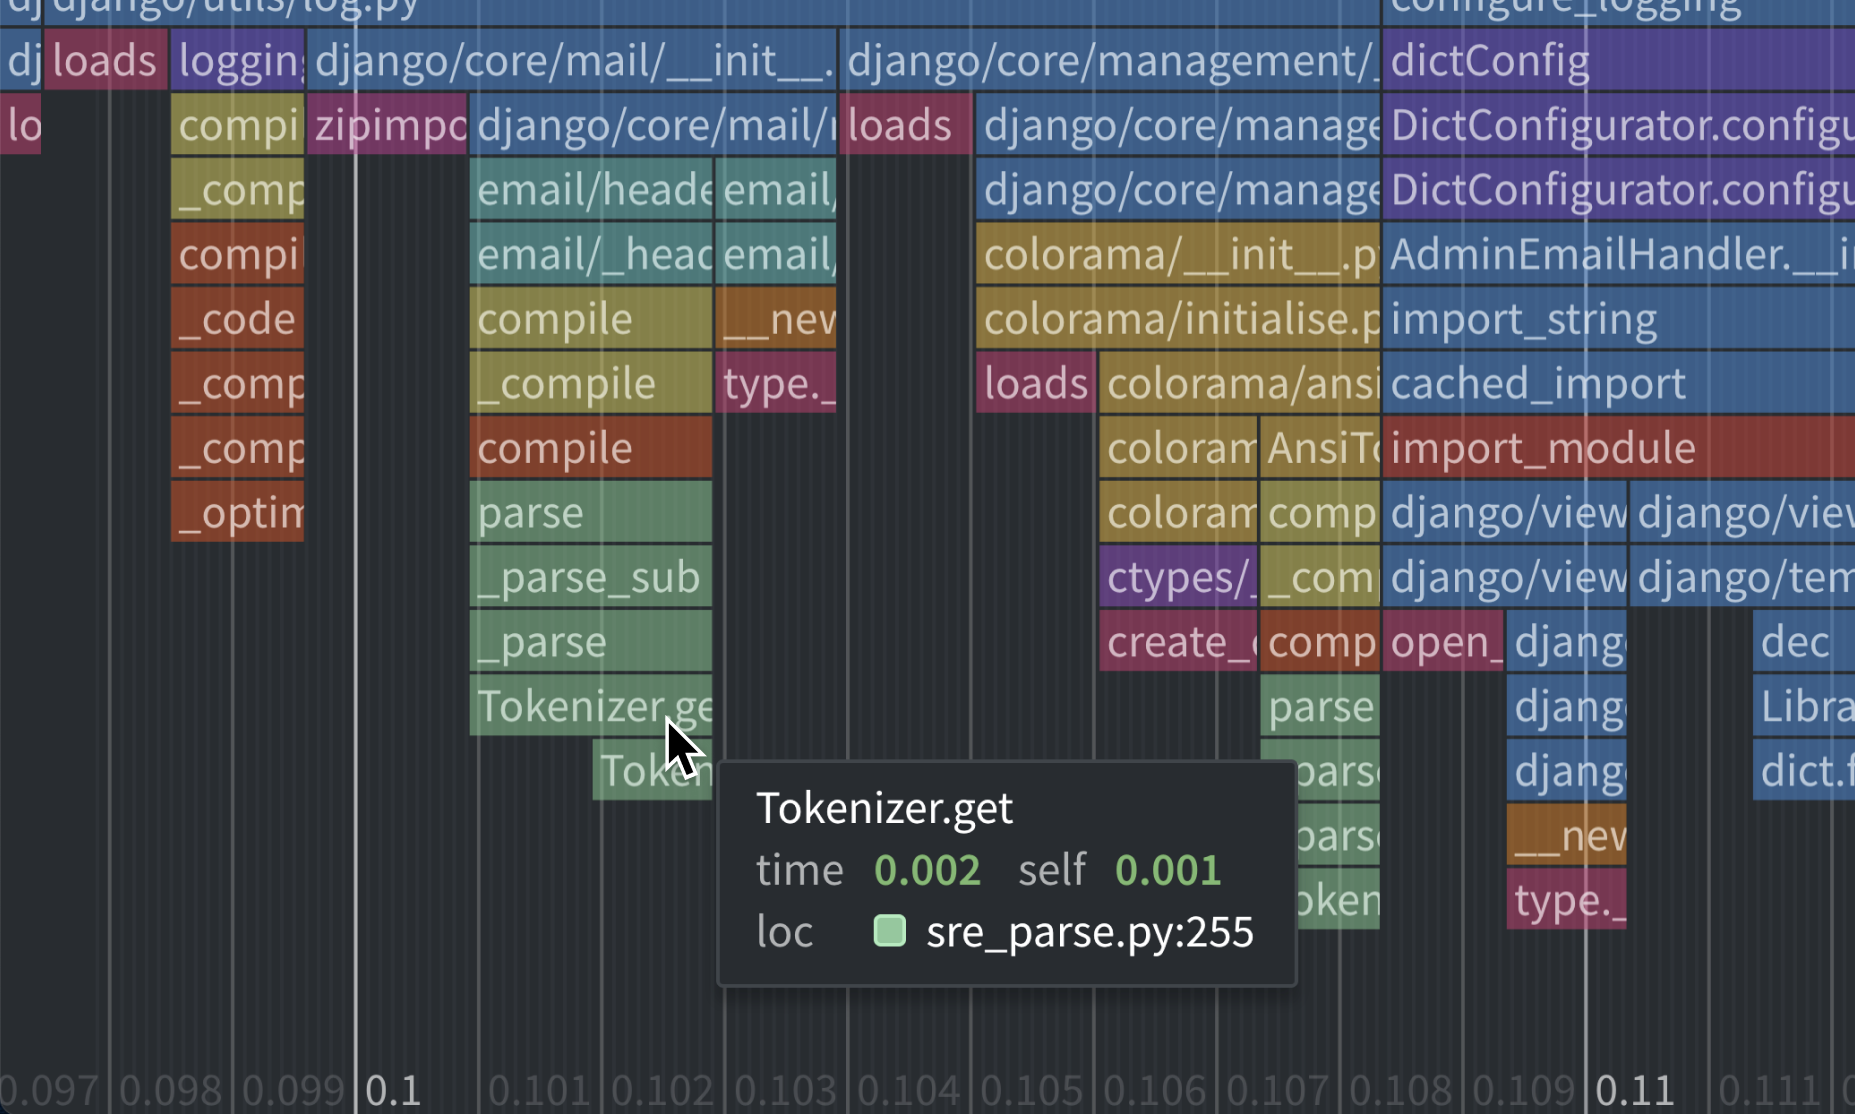 dj django/utils/log.py configure_logging
dj loads loggin django/core/mail/__init__. django/core/management/_ dictConfig
lo compi zipimpo django/core/mail/ loads django/core/manage DictConfigurator.configu
_comp email/heade email/ django/core/manage DictConfigurator.configu
compi email/_head email/ colorama/__init__.p AdminEmailHandler.__i
_code compile __nev colorama/initialise.p import_string
_comp _compile type._ loads colorama/ansi cached_import
_comp compile coloram AnsiTo import_module
_optim parse coloram comp django/view django/view
_parse_sub ctypes/_ _com django/view django/tem
_parse create_ comp open_ djang dec
Tokenizer.ge parse djang Libra
Token parse djang dict.f
Tokenizer.get parse __nev
time 0.002 self 0.001 oken type._
loc sre_parse.py:255
0.097 0.098 0.099 0.1 0.101 0.102 0.103 0.104 0.105 0.106 0.107 0.108 0.109 0.11 0.111